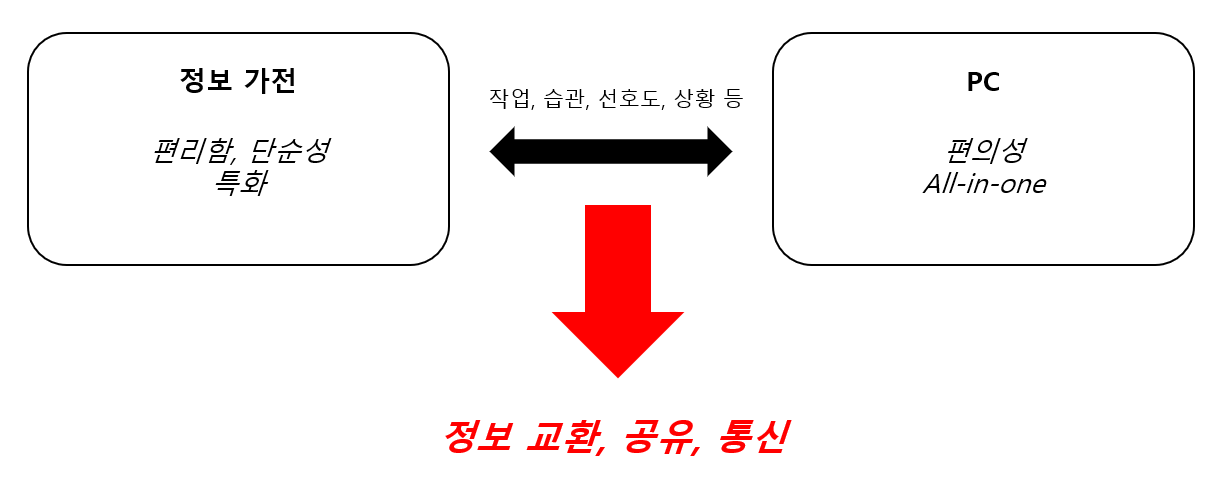 정보 가전
편리함, 단순성
특화
작업, 습관, 선호도, 상황 등
PC
편의성
All-in-one
정보 교환, 공유, 통신